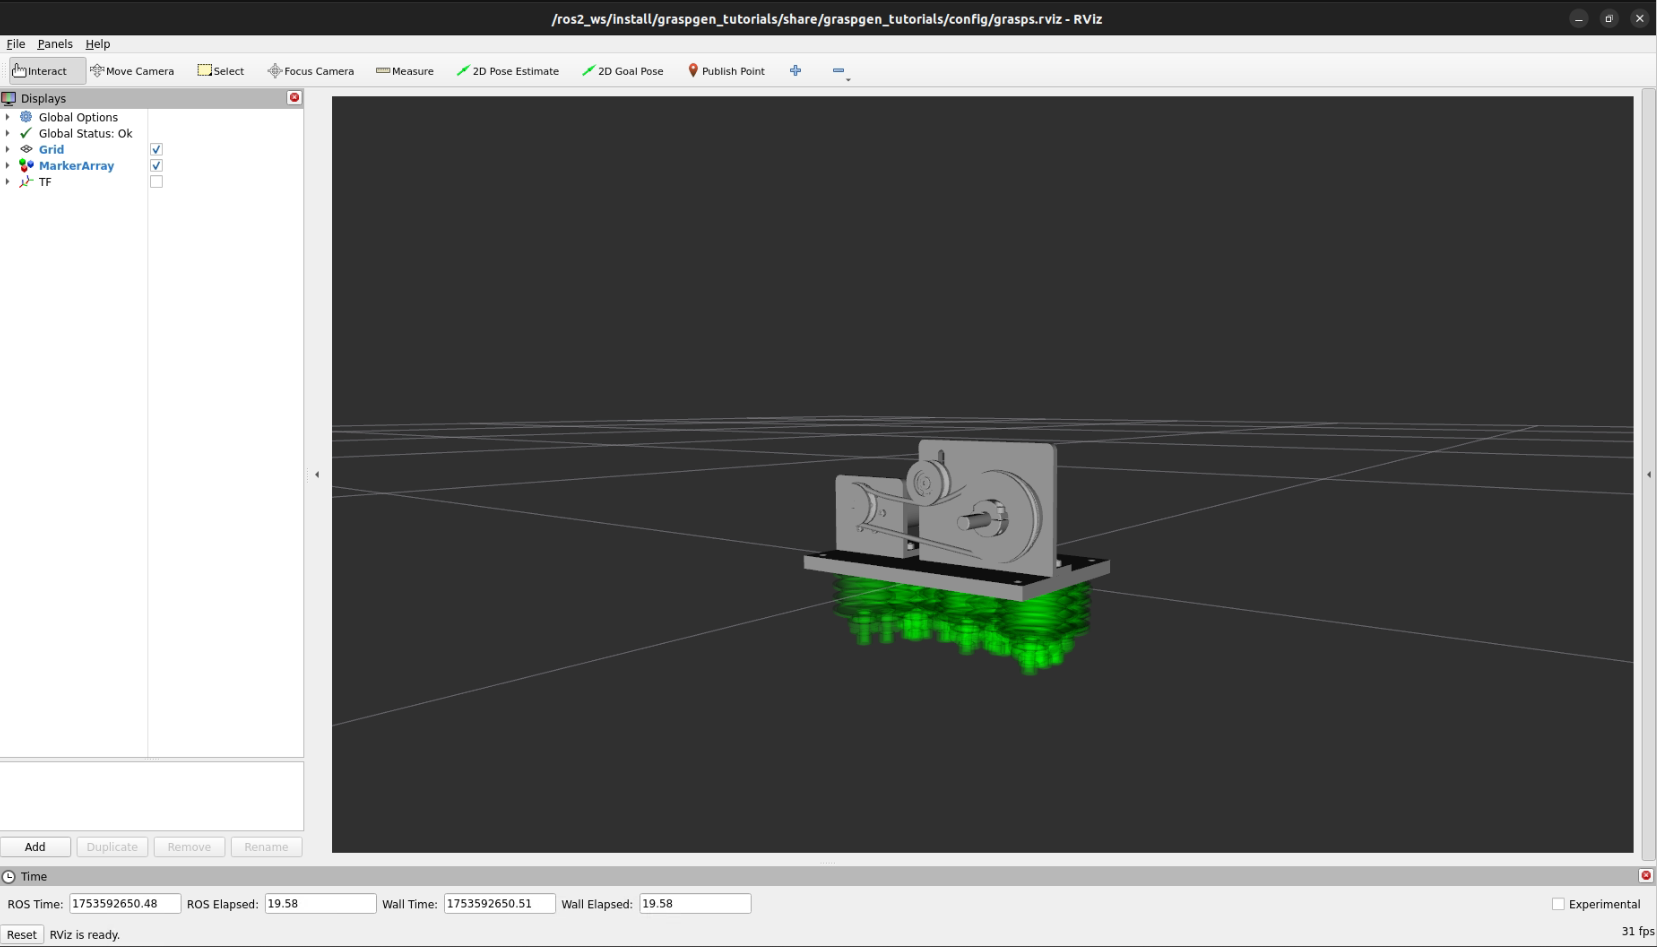 /ros2_ws/install/graspgen_tutorials/share/graspgen_tutorials/config/grasps.rviz - RViz
File Panels Help
Interact Move Camera Select Focus Camera Measure 2D Pose Estimate 2D Goal Pose Publish Point
Displays
Global Options
Global Status: Ok
Grid
MarkerArray
TF
Add Duplicate Remove Rename
Time
ROS Time: 1753592650.48 ROS Elapsed: 19.58 Wall Time: 1753592650.51 Wall Elapsed: 19.58 Experimental
Reset RViz is ready. 31 fps